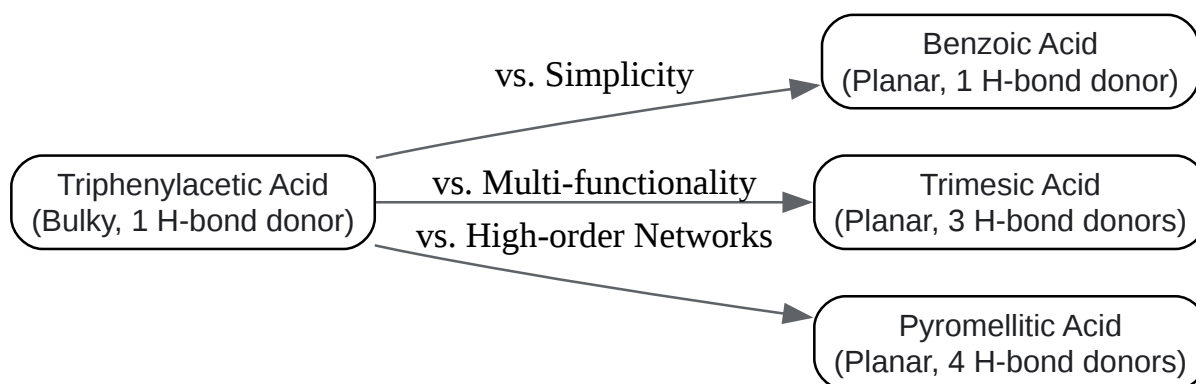 Benzoic Acid
(Planar, 1 H-bond donor)
vs. Simplicity
Triphenylacetic Acid
(Bulky, 1 H-bond donor)
vs. Multi-functionality
Trimesic Acid
(Planar, 3 H-bond donors)
vs. High-order Networks
Pyromellitic Acid
(Planar, 4 H-bond donors)